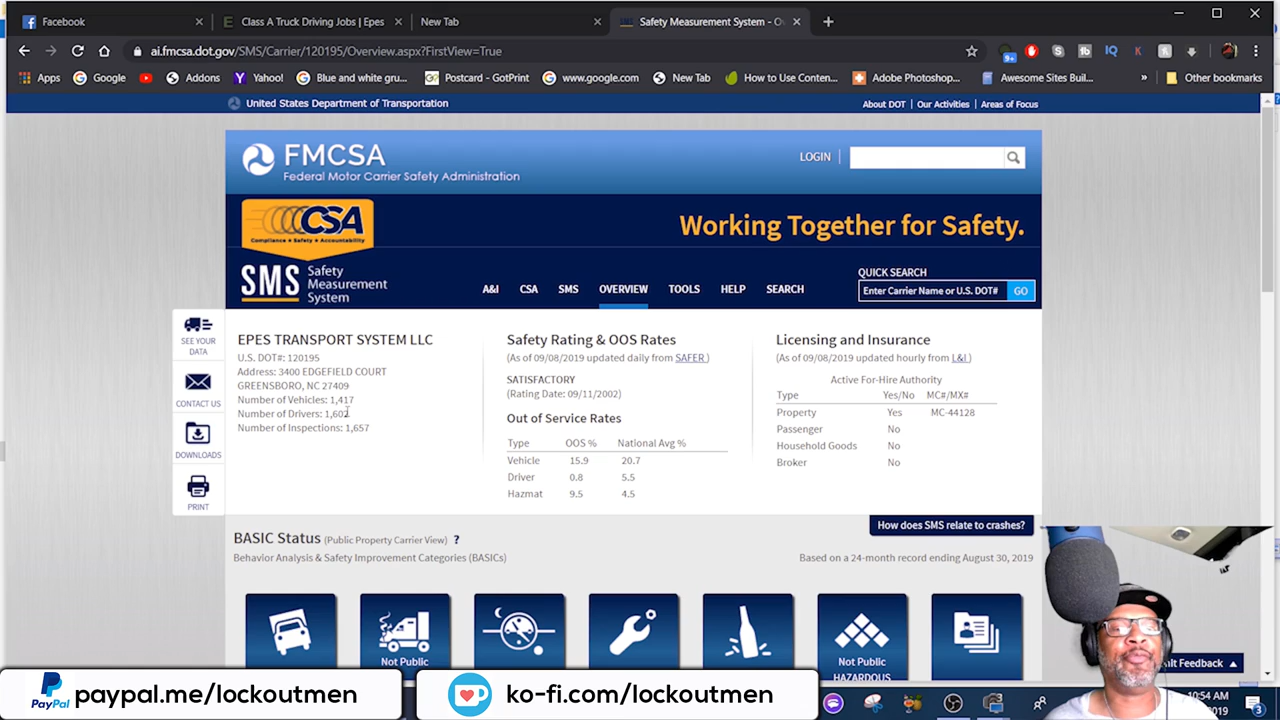 Facebook
Class A Truck Driving Jobs | Epes
New Tab
Safety Measurement System - O
ai.fmcsa.dot.gov/SMS/Carrier/120195/Overview.aspx?FirstView=True
9+
IQ
K
Apps
Google
Addons
Yahoo!
Blue and white gru...
Postcard - GotPrint
www.google.com
New Tab
How to Use Conten...
Adobe Photoshop...
Awesome Sites Buil...
»
Other bookmarks
United States Department of Transportation
About DOT | Our Activities | Areas of Focus
FMCSA
Federal Motor Carrier Safety Administration
LOGIN
CSA
Compliance • Safety • Accountability
Working Together for Safety.
SMS Safety Measurement System
A&I CSA SMS OVERVIEW TOOLS HELP SEARCH
QUICK SEARCH
Enter Carrier Name or U.S. DOT# GO
SEE YOUR DATA
CONTACT US
DOWNLOADS
PRINT
EPES TRANSPORT SYSTEM LLC
U.S. DOT#: 120195
Address: 3400 EDGEFIELD COURT
GREENSBORO, NC 27409
Number of Vehicles: 1,417
Number of Drivers:
Number of Inspections: 1,657
Safety Rating & OOS Rates
(As of 09/08/2019 updated daily from SAFER )
SATISFACTORY
(Rating Date: 09/11/2002)
Out of Service Rates
Type OOS % National Avg %
Vehicle 15.9 20.7
Driver 0.8 5.5
Hazmat 9.5 4.5
Licensing and Insurance
(As of 09/08/2019 updated hourly from L&I )
Active For-Hire Authority
Type Yes/No MC#/MX#
Property Yes MC-44128
Passenger No
Household Goods No
Broker No
How does SMS relate to crashes?
BASIC Status (Public Property Carrier View) ?
Behavior Analysis & Safety Improvement Categories (BASICs)
Based on a 24-month record ending August 30, 2019
Not Public
Not Public
HAZARDOUS
Feedback
PayPal
paypal.me/lockoutmen
ko-fi.com/lockoutmen
10:54 AM
2019
3